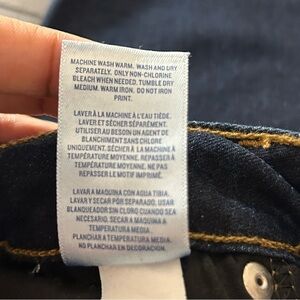 MACHINE WASH WARM. WASH AND DRY
SEPARATELY. ONLY NON-CHLORINE
BLEACH WHEN NEEDED. TUMBLE DRY
MEDIUM. WARM IRON. DO NOT IRON
PRINT.
LAVER À LA MACHINE À L'EAU TIÈDE.
LAVER ET SÉCHER SÉPARÉMENT.
UTILISER AU BESOIN UN AGENT DE
BLANCHIMENT SANS CHLORE
UNIQUEMENT. SÉCHER À LA MACHINE À
TEMPÉRATURE MOYENNE. REPASSER À
TEMPÉRATURE MOYENNE. NE PAS
REPASSER LE MOTIF IMPRIMÉ.
LAVAR A MAQUINA CON AGUA TIBIA.
LAVAR Y SECAR POR SEPARADO. USAR
BLANQUEADOR SIN CLORO CUANDO SEA
NECESARIO. SECAR A MAQUINA A
TEMPERATURA MEDIA.
PLANCHAR A TEMPERATURA MEDIA.
NO PLANCHAR EN DECORACION.